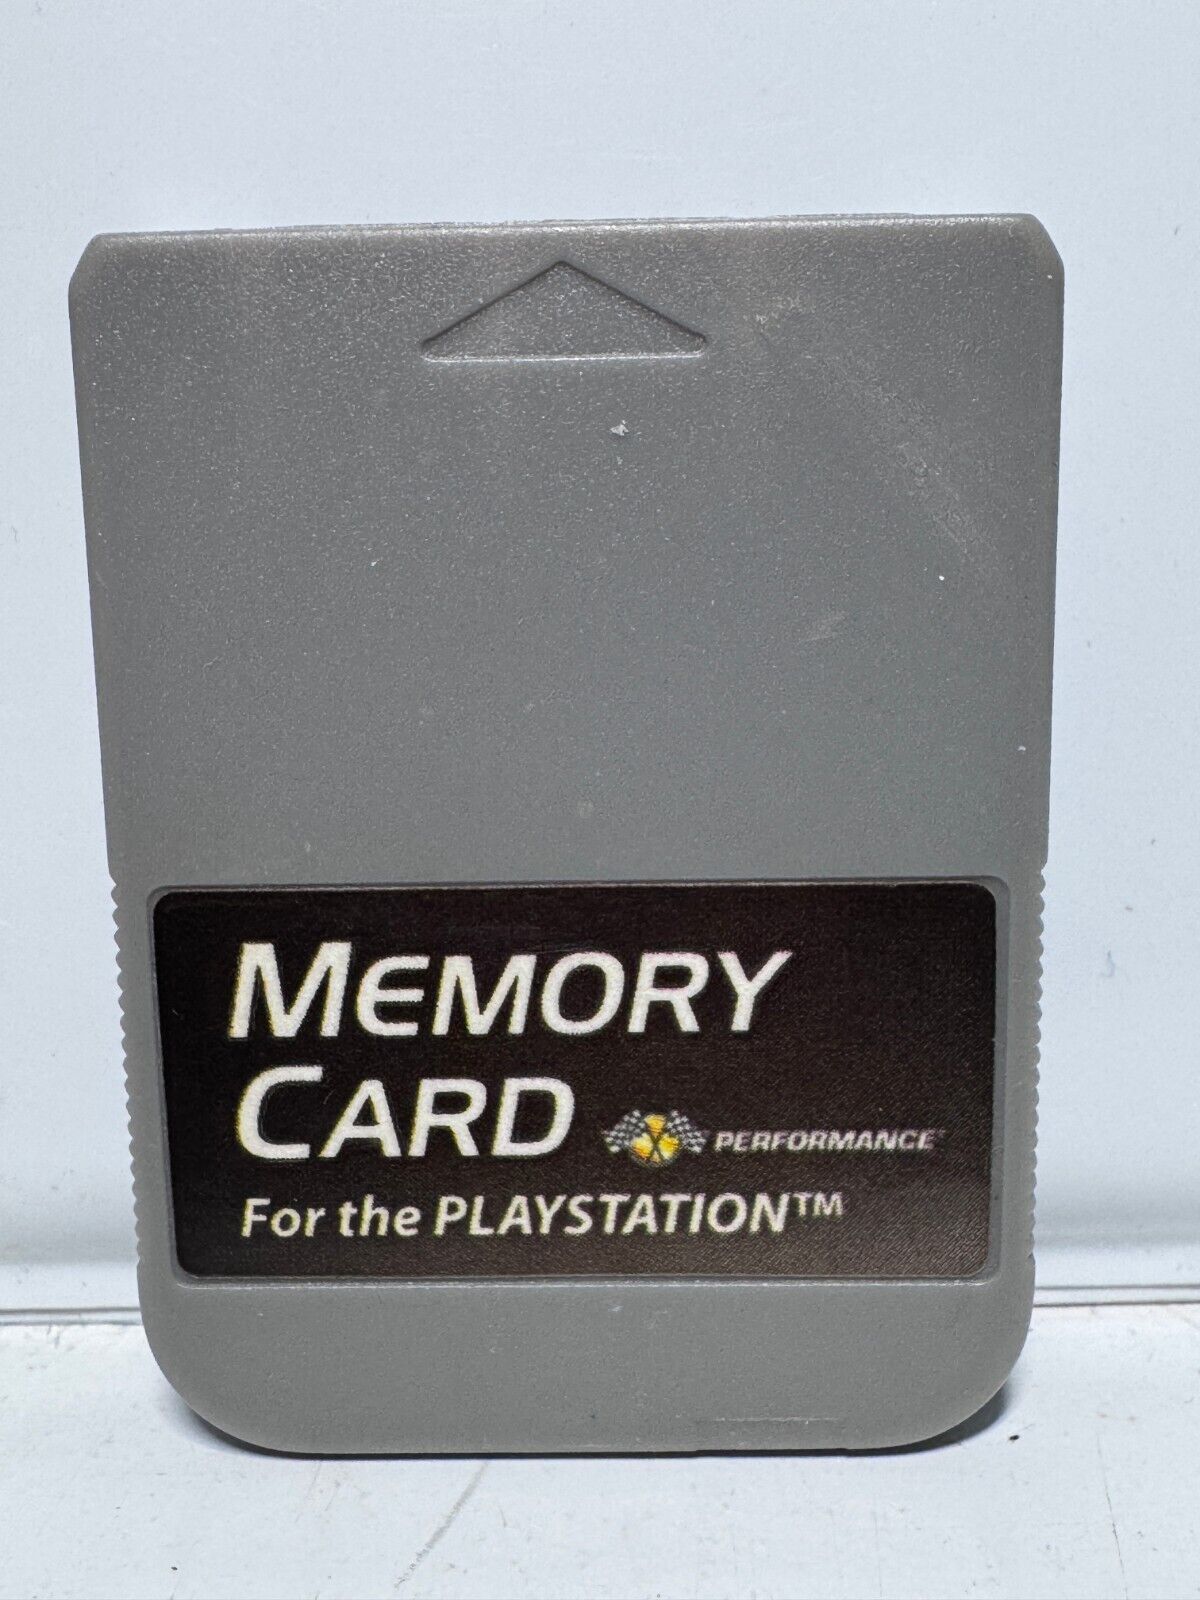 MEMORY
CARD
PERFORMANCE
For the PLAYSTATION™